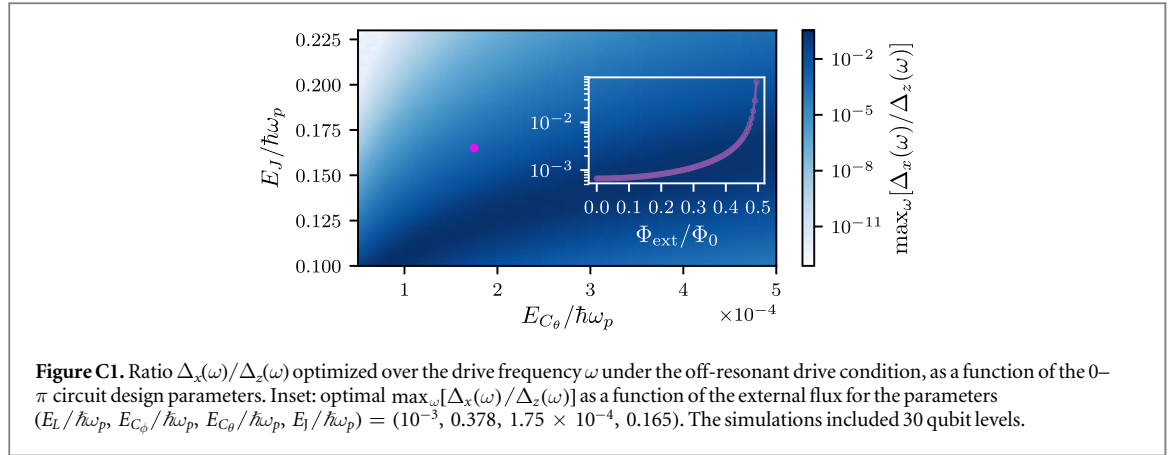 0.225
0.200
0.175
0.150
0.125
0.100
E_J/ℏω_p
1 2 3 4 5
E_{C_θ}/ℏω_p
×10⁻⁴
10⁻²
10⁻³
0.0 0.1 0.2 0.3 0.4 0.5
Φ_ext/Φ_0
10⁻²
10⁻⁵
10⁻⁸
10⁻¹¹
max_ω[Δ_x(ω)/Δ_z(ω)]
Figure C1. Ratio Δ_x(ω)/Δ_z(ω) optimized over the drive frequency ω under the off-resonant drive condition, as a function of the 0–
π circuit design parameters. Inset: optimal max_ω[Δ_x(ω)/Δ_z(ω)] as a function of the external flux for the parameters
(E_L/ℏω_p, E_{C_ϕ}/ℏω_p, E_{C_θ}/ℏω_p, E_J/ℏω_p) = (10⁻³, 0.378, 1.75 × 10⁻⁴, 0.165). The simulations included 30 qubit levels.